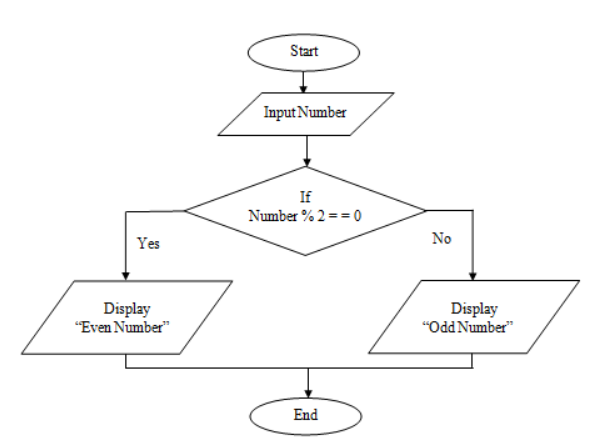 Start
Input Number
If
Number % 2 = = 0
Yes
No
Display
“Even Number”
Display
“Odd Number”
End